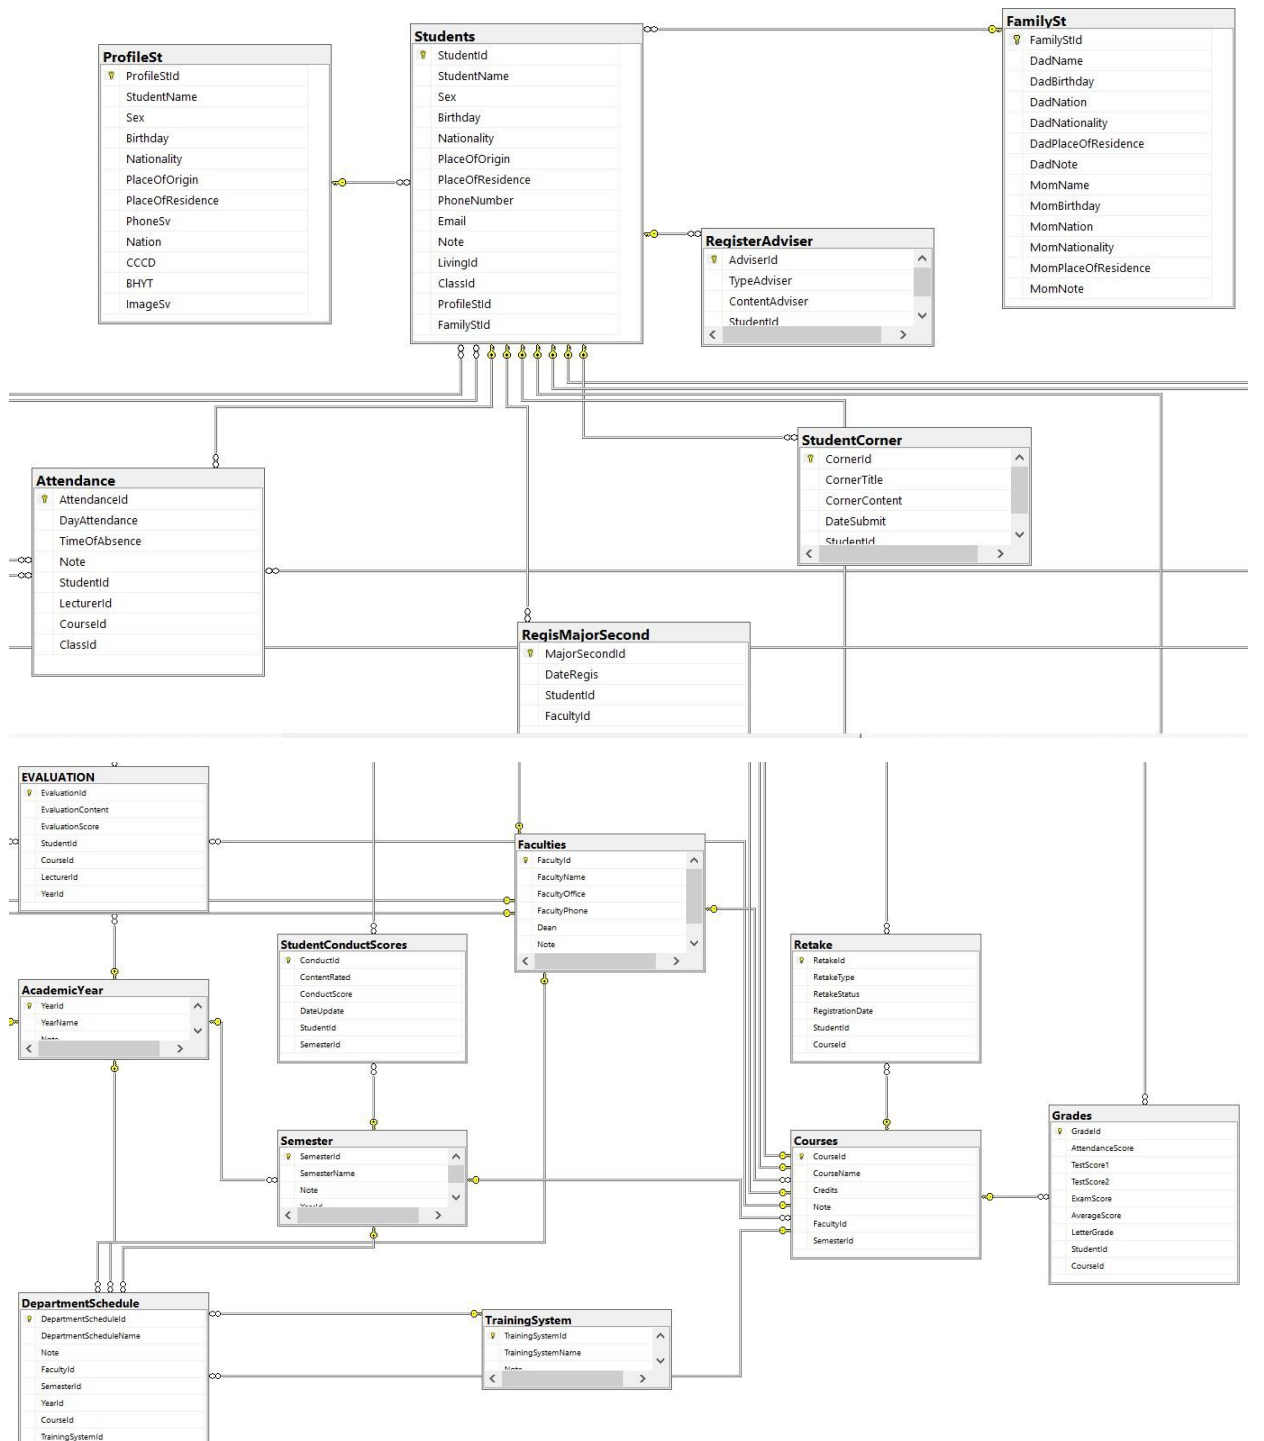 ProfileSt
ProfileStId
StudentName
Sex
Birthday
Nationality
PlaceOfOrigin
PlaceOfResidence
PhoneSv
Nation
CCCD
BHYT
ImageSv
Students
StudentId
StudentName
Sex
Birthday
Nationality
PlaceOfOrigin
PlaceOfResidence
PhoneNumber
Email
Note
LivingId
ClassId
ProfileStId
FamilyStId
FamilySt
FamilyStId
DadName
DadBirthday
DadNation
DadNationality
DadPlaceOfResidence
DadNote
MomName
MomBirthday
MomNation
MomNationality
MomPlaceOfResidence
MomNote
RegisterAdviser
AdviserId
TypeAdviser
ContentAdviser
StudentId
StudentCorner
CornerId
CornerTitle
CornerContent
DateSubmit
StudentId
Attendance
AttendanceId
DayAttendance
TimeOfAbsence
Note
StudentId
LecturerId
CourseId
ClassId
RegisMajorSecond
MajorSecondId
DateRegis
StudentId
FacultyId
EVALUATION
EvaluationId
EvaluationContent
EvaluationScore
StudentId
CourseId
LecturerId
YearId
Faculties
FacultyId
FacultyName
FacultyOffice
FacultyPhone
Dean
Note
StudentConductScores
ConductId
ContentRated
ConductScore
DateUpdate
StudentId
SemesterId
Retake
RetakeId
RetakeType
RetakeStatus
RegistrationDate
StudentId
CourseId
AcademicYear
YearId
YearName
Note
Semester
SemesterId
SemesterName
Note
YearId
Courses
CourseId
CourseName
Credits
Note
FacultyId
SemesterId
Grades
GradeId
AttendanceScore
TestScore1
TestScore2
ExamScore
AverageScore
LetterGrade
StudentId
CourseId
DepartmentSchedule
DepartmentScheduleId
DepartmentScheduleName
Note
FacultyId
SemesterId
YearId
CourseId
TrainingSystemId
TrainingSystem
TrainingSystemId
TrainingSystemName
Note